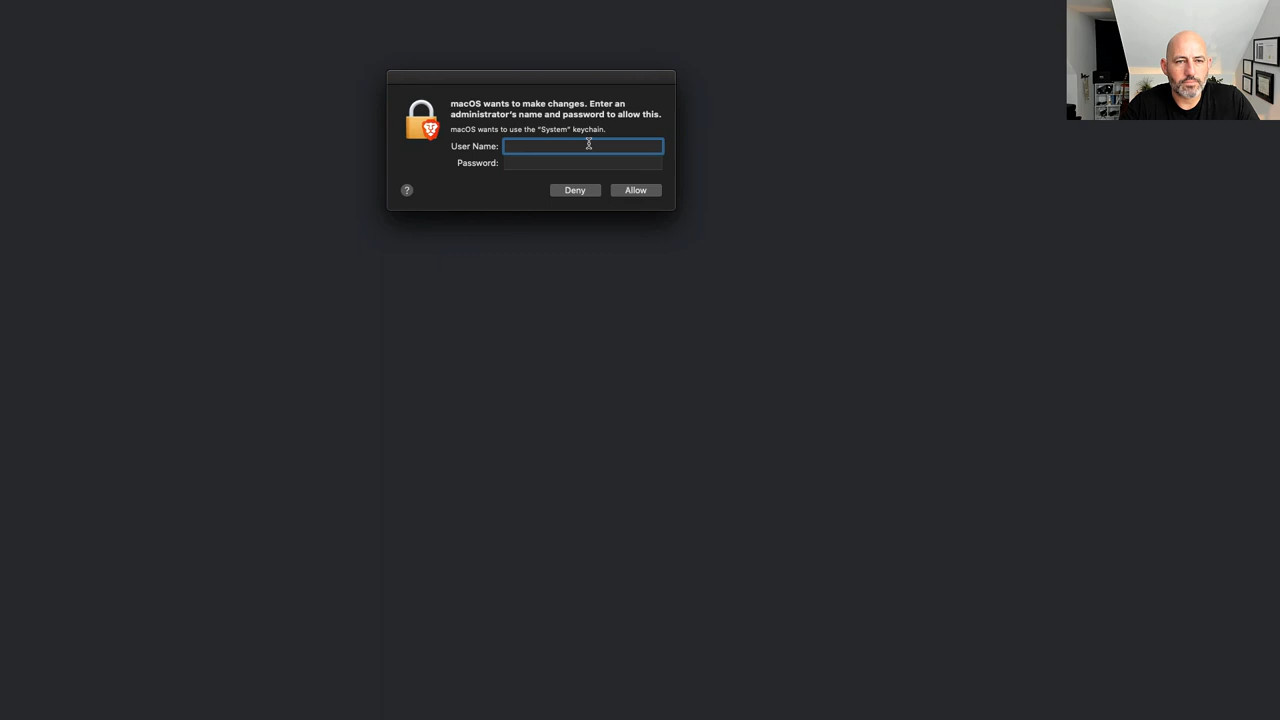 macOS wants to make changes. Enter an
administrator's name and password to allow this.
macOS wants to use the "System" keychain.
User Name:
Password:
?
Deny
Allow